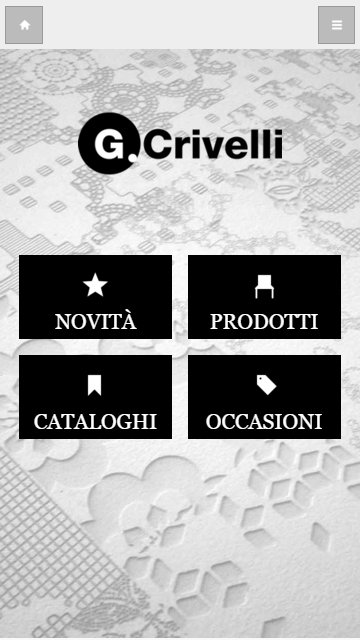 G.Crivelli
NOVITÀ
PRODOTTI
CATALOGHI
OCCASIONI